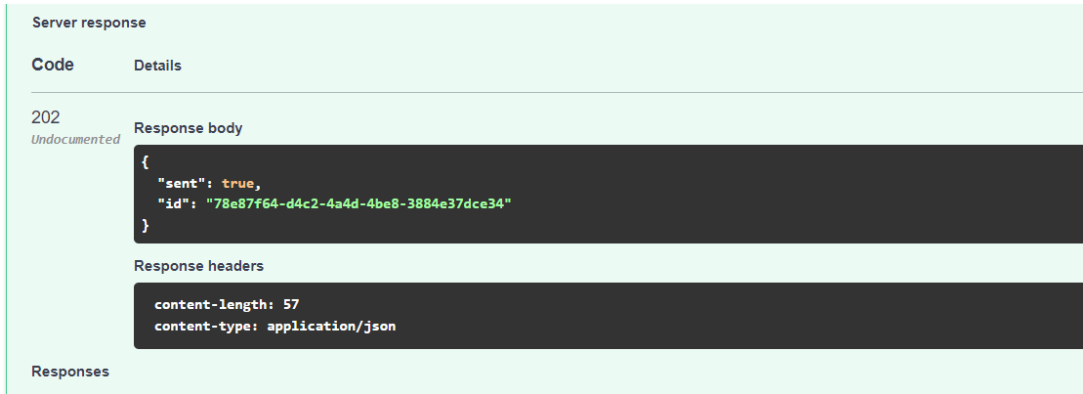 Server response
Code Details
202
Undocumented
Response body
{
"sent": true,
"id": "78e87f64-d4c2-4a4d-4be8-3884e37dce34"
}
Response headers
content-length: 57
content-type: application/json
Responses